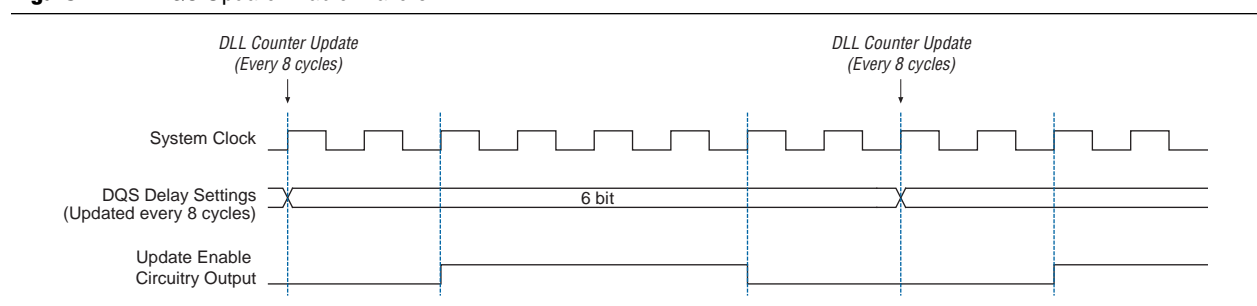 DLL Counter Update
(Every 8 cycles)
DLL Counter Update
(Every 8 cycles)
System Clock
DQS Delay Settings
(Updated every 8 cycles)
6 bit
Update Enable
Circuitry Output